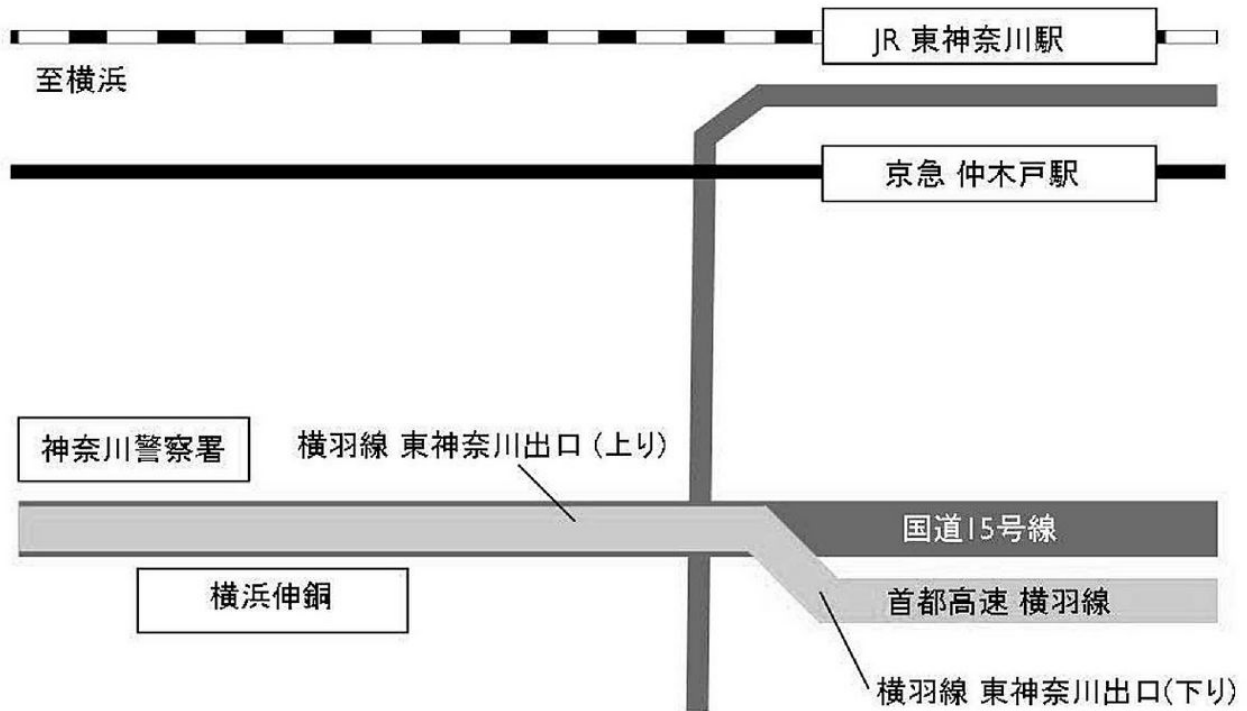 JR 東神奈川駅
至横浜
京急 仲木戸駅
神奈川警察署
横羽線 東神奈川出口 (上り)
国道15号線
横浜伸銅
首都高速 横羽線
横羽線 東神奈川出口(下り)